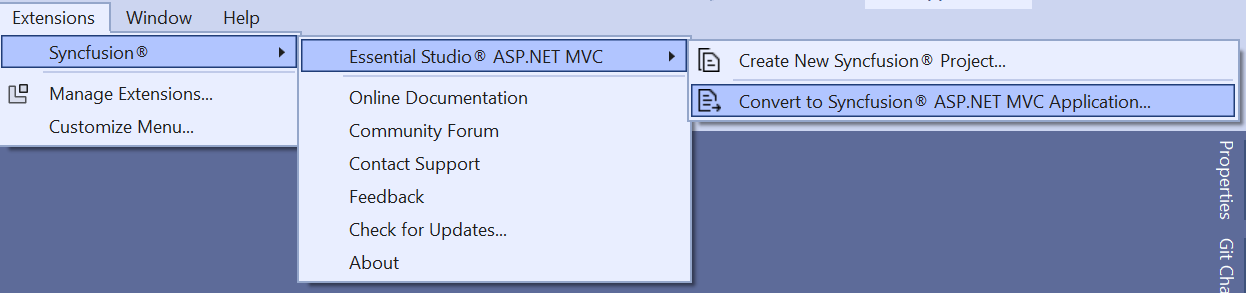 Extensions Window Help
Syncfusion®
Manage Extensions...
Customize Menu...
Essential Studio® ASP.NET MVC
Online Documentation
Community Forum
Contact Support
Feedback
Check for Updates...
About
Create New Syncfusion® Project...
Convert to Syncfusion® ASP.NET MVC Application...
Properties
Git Cha